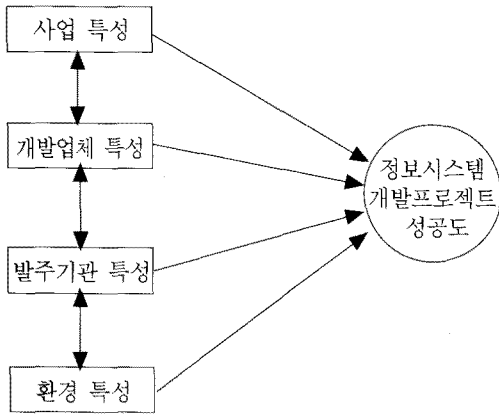 사업 특성
개발업체 특성
정보시스템
개발프로젝트
성공도
발주기관 특성
환경 특성